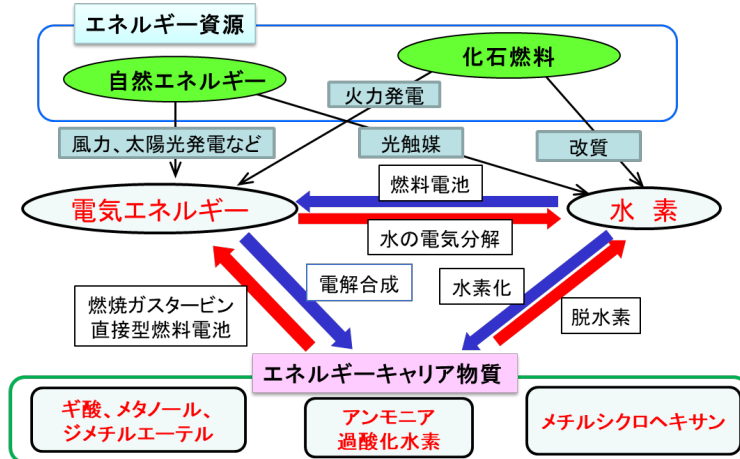 エネルギー資源
自然エネルギー
化石燃料
火力発電
風力、太陽光発電など
光触媒
改質
燃料電池
電気エネルギー
水 素
水の電気分解
電解合成
水素化
燃焼ガスタービン
直接型燃料電池
脱水素
エネルギーキャリア物質
ギ酸、メタノール、
ジメチルエーテル
アンモニア
過酸化水素
メチルシクロヘキサン